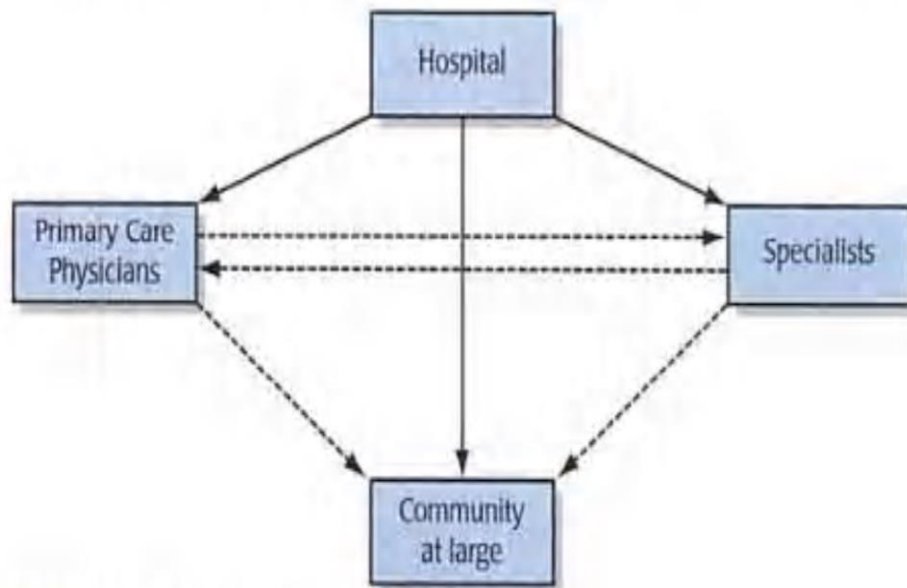 Hospital
Primary Care
Physicians
Specialists
Community
at large